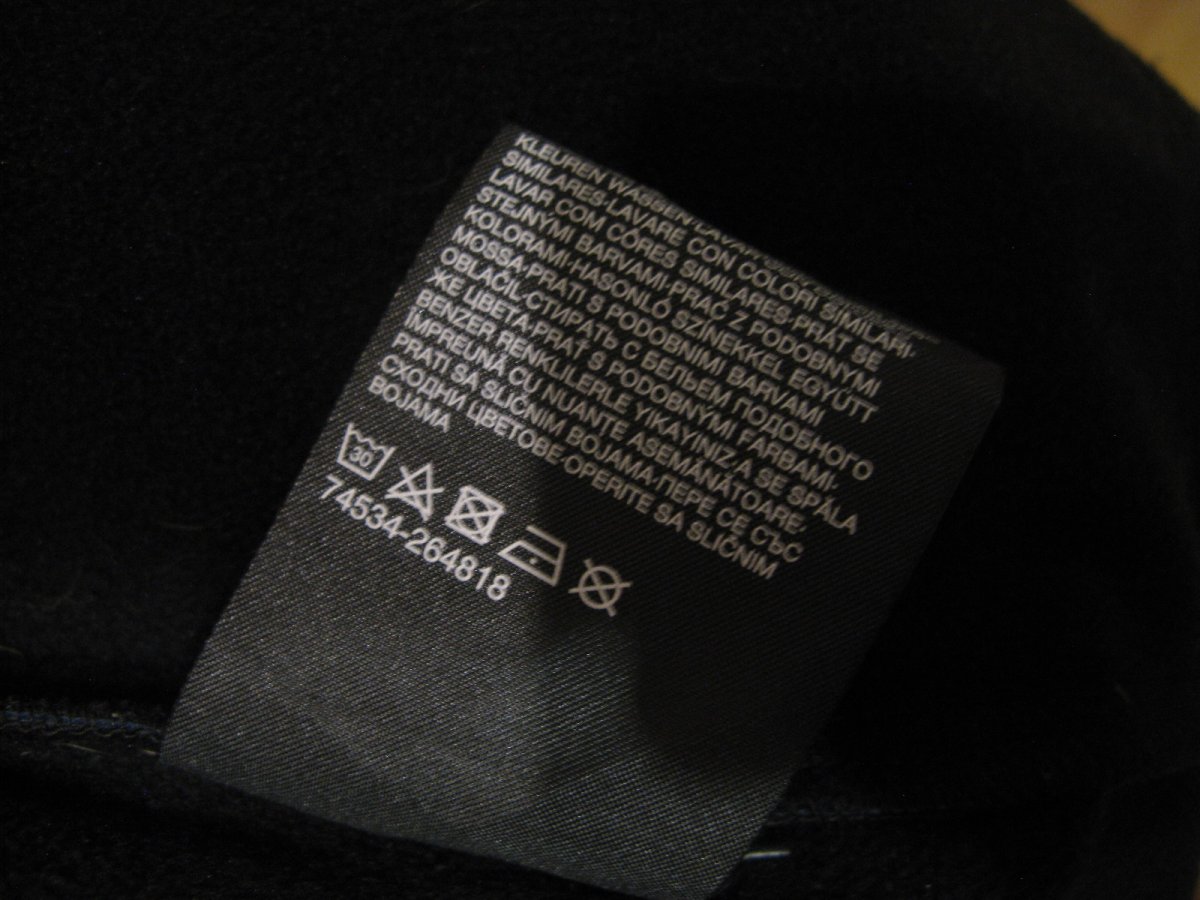 KLEUREN WASSEN·LAVAR
SIMILARES·LAVARE CON COLORI SIMILARI·
LAVAR COM CÔRES SIMILARES·PRÁT SE
STEJNÝMI BARVAMI·PRAĆ Z PODOBNYMI
KOLORAMI·HASONLÓ SZINEKKEL EGYÜTT
MOSSA·PRATI S PODOBNIMI BARVAMI
OBLAČIL·СТИРАТЬ С БЕЛЬЕМ ПОДОБНОГО
ЖЕ ЦВЕТА·PRAŤ S PODOBNÝMI FARBAMI·
BENZER RENKLILERLE YIKAYINIZ A SE SPĂLA
ÎMPREUNĂ CU NUANTE ASEMĂNĂTOARE·
PRATI SA SLIČNIM BOJAMA·ПЕРЕ СЕ СЪС
СХОДНИ ЦВЕТОВЕ·OPERITE SA SLIČNIM
BOJAMA
30
74534-264818